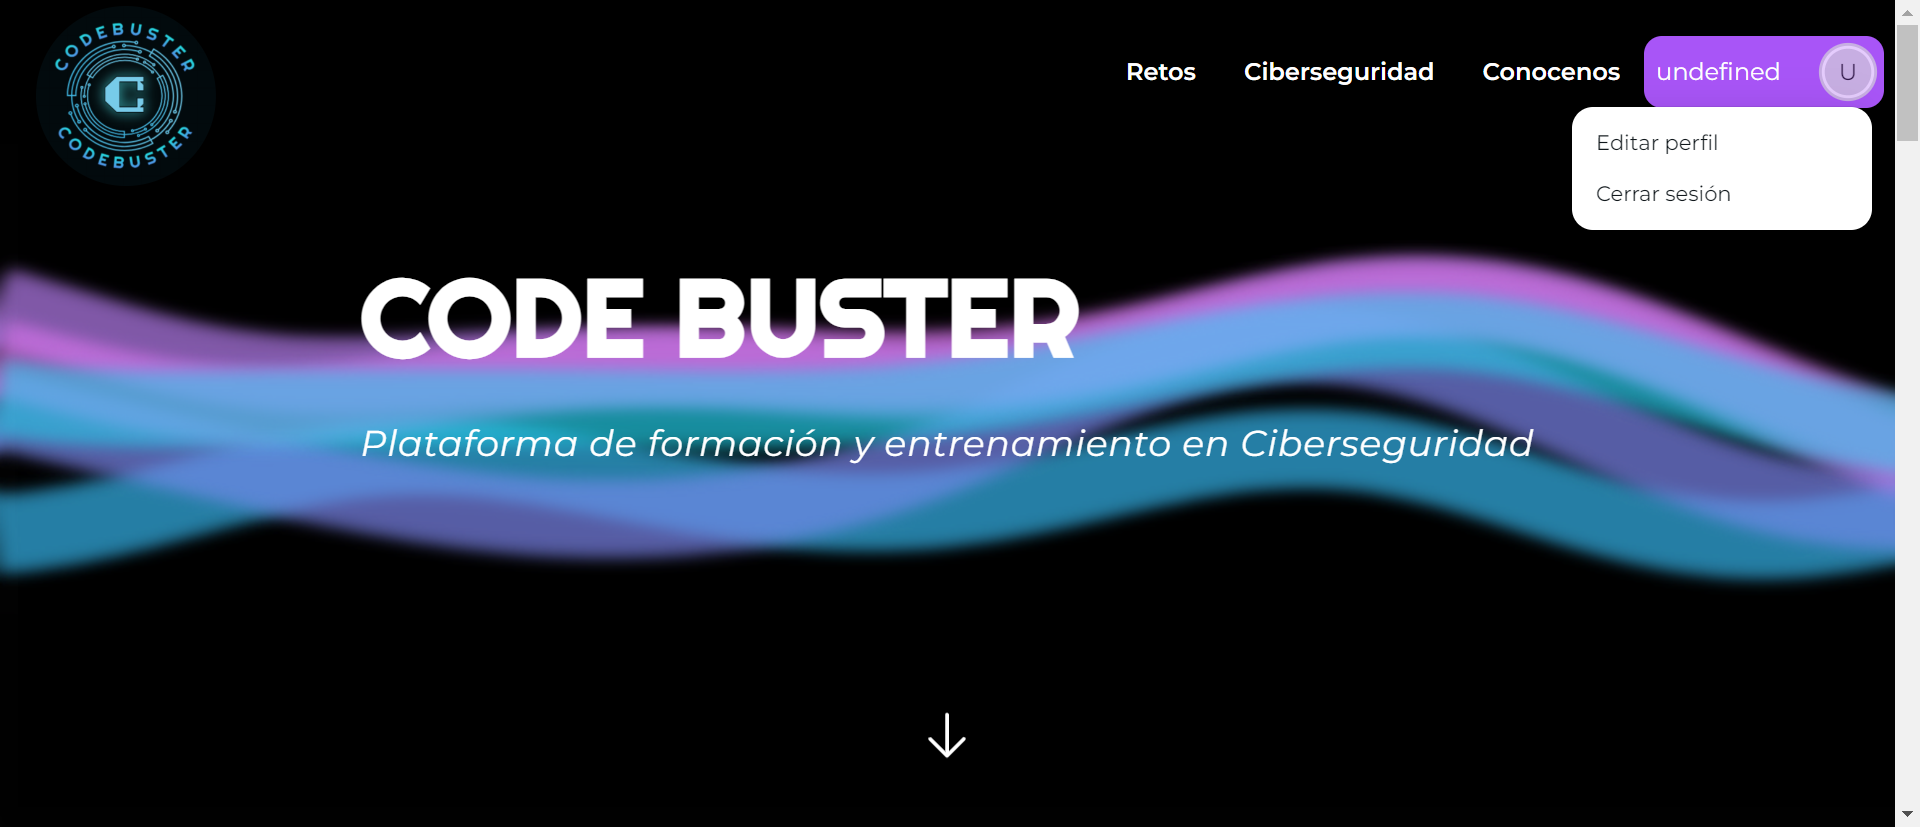 CODEBUSTER
C
CODEBUSTER
Retos Ciberseguridad Conocenos undefined U
Editar perfil
Cerrar sesión
CODE BUSTER
Plataforma de formación y entrenamiento en Ciberseguridad